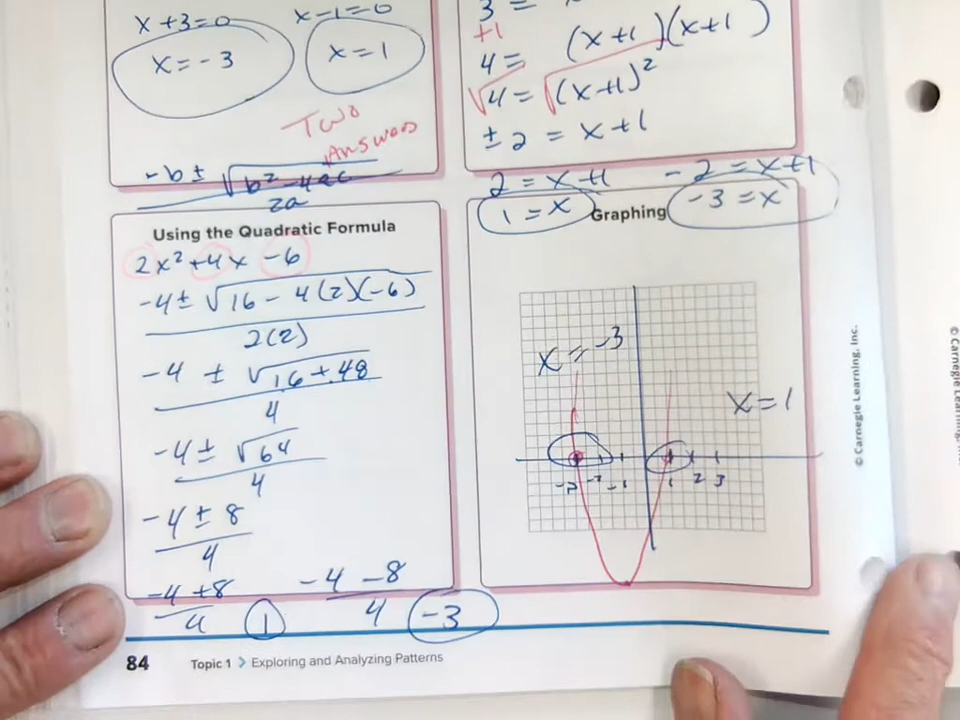 x+3=0
x-1=0
x=-3
x=1
Two
Answers
-b± √b²-4ac
2a
3 =
+1
4= (x+1)(x+1)
√4 = √(x+1)²
±2 = x+1
2 = x+1
-2 = x+1
1 = x
-3 = x
Using the Quadratic Formula
2x²+4x-6
-4± √16-4(2)(-6)
2(2)
-4 ± √16+48
4
-4 ± √64
4
-4 ± 8
4
-4+8
4
1
-4-8
4
-3
Graphing
x=-3
x=1
-1
1 2 3
84 Topic 1 > Exploring and Analyzing Patterns
© Carnegie Learning, Inc.
© Carnegie Learning